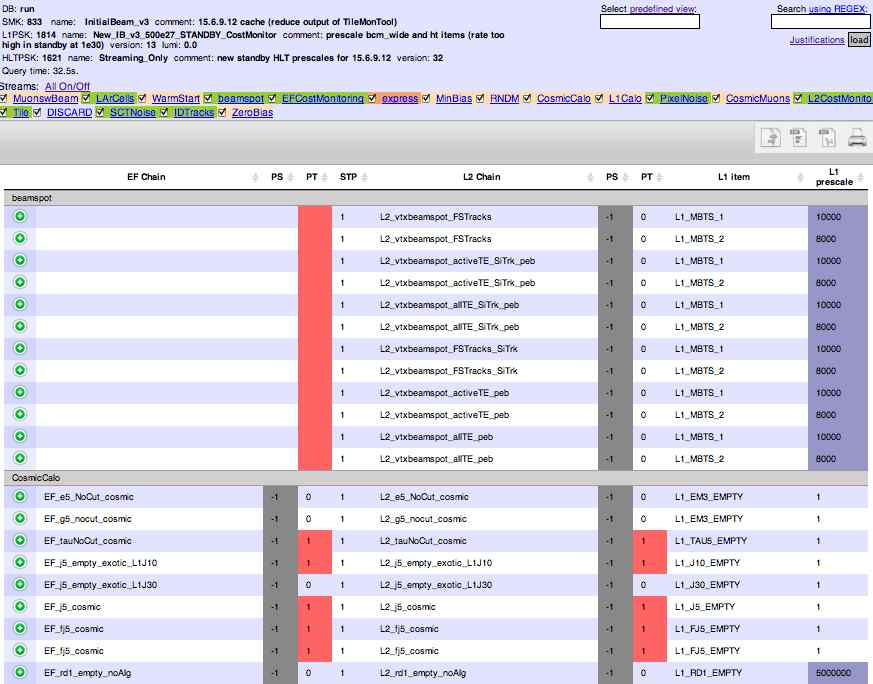 DB: run
Select predefined view:
Search using REGEX:
SMK: 833 name: InitialBeam_v3 comment: 15.6.9.12 cache (reduce output of TileMonTool)
L1PSK: 1814 name: New_IB_v3_500e27_STANDBY_CostMonitor comment: prescale bcm_wide and ht items (rate too
high in standby at 1e30) version: 13 lumi: 0.0
Justifications load
HLTPSK: 1621 name: Streaming_Only comment: new standby HLT prescales for 15.6.9.12 version: 32
Query time: 32.5s.
Streams: All On/Off
MuonswBeam LArCells WarmStart beamspot EFCostMonitoring express MinBias RNDM CosmicCalo L1Calo PixelNoise CosmicMuons L2CostMonito
Tile DISCARD SCTNoise IDTracks ZeroBias
EF Chain PS PT STP L2 Chain PS PT L1 item L1 prescale
beamspot
1 L2_vtxbeamspot_FSTracks -1 0 L1_MBTS_1 10000
1 L2_vtxbeamspot_FSTracks -1 0 L1_MBTS_2 8000
1 L2_vtxbeamspot_activeTE_SiTrk_peb -1 0 L1_MBTS_1 10000
1 L2_vtxbeamspot_activeTE_SiTrk_peb -1 0 L1_MBTS_2 8000
1 L2_vtxbeamspot_allTE_SiTrk_peb -1 0 L1_MBTS_1 10000
1 L2_vtxbeamspot_allTE_SiTrk_peb -1 0 L1_MBTS_2 8000
1 L2_vtxbeamspot_FSTracks_SiTrk -1 0 L1_MBTS_1 10000
1 L2_vtxbeamspot_FSTracks_SiTrk -1 0 L1_MBTS_2 8000
1 L2_vtxbeamspot_activeTE_peb -1 0 L1_MBTS_1 10000
1 L2_vtxbeamspot_activeTE_peb -1 0 L1_MBTS_2 8000
1 L2_vtxbeamspot_allTE_peb -1 0 L1_MBTS_1 10000
1 L2_vtxbeamspot_allTE_peb -1 0 L1_MBTS_2 8000
CosmicCalo
EF_e5_NoCut_cosmic -1 0 1 L2_e5_NoCut_cosmic -1 0 L1_EM3_EMPTY 1
EF_g5_nocut_cosmic -1 0 1 L2_g5_nocut_cosmic -1 0 L1_EM3_EMPTY 1
EF_tauNoCut_cosmic -1 1 1 L2_tauNoCut_cosmic -1 1 L1_TAU5_EMPTY 1
EF_j5_empty_exotic_L1J10 -1 1 1 L2_j5_empty_exotic_L1J10 -1 1 L1_J10_EMPTY 1
EF_j5_empty_exotic_L1J30 -1 0 1 L2_j5_empty_exotic_L1J30 -1 0 L1_J30_EMPTY 1
EF_j5_cosmic -1 1 1 L2_j5_cosmic -1 1 L1_J5_EMPTY 1
EF_fj5_cosmic -1 1 1 L2_fj5_cosmic -1 1 L1_FJ5_EMPTY 1
EF_fj5_cosmic -1 1 1 L2_fj5_cosmic -1 1 L1_FJ5_EMPTY 1
EF_rd1_empty_noAlg -1 0 1 L2_rd1_empty_noAlg -1 0 L1_RD1_EMPTY 5000000